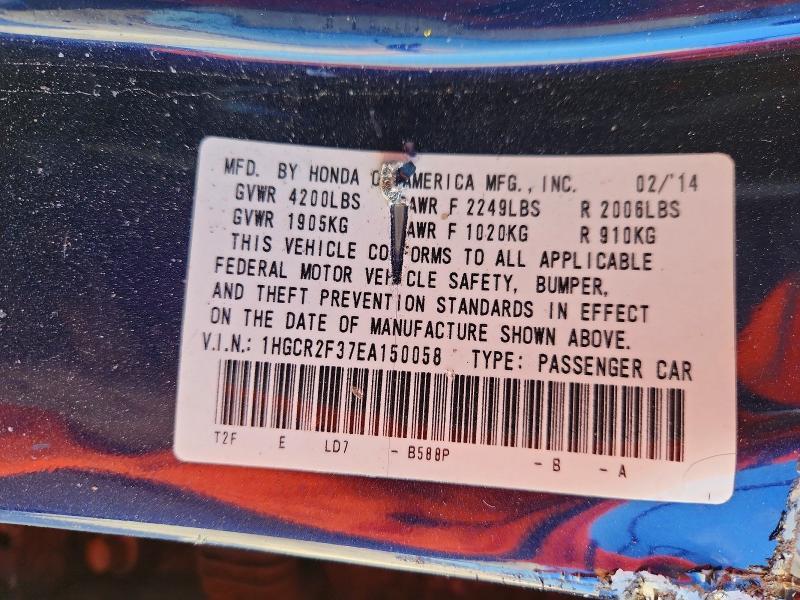 MFD. BY HONDA OF AMERICA MFG., INC. 02/'14
GVWR 4200LBS GAWR F 2249LBS R 2006LBS
GVWR 1905KG GAWR F 1020KG R 910KG
THIS VEHICLE CONFORMS TO ALL APPLICABLE
FEDERAL MOTOR VEHICLE SAFETY, BUMPER,
AND THEFT PREVENTION STANDARDS IN EFFECT
ON THE DATE OF MANUFACTURE SHOWN ABOVE.
V.I.N.: 1HGCR2F37EA150058 TYPE: PASSENGER CAR
T2F E LD7 - B588P - B - A